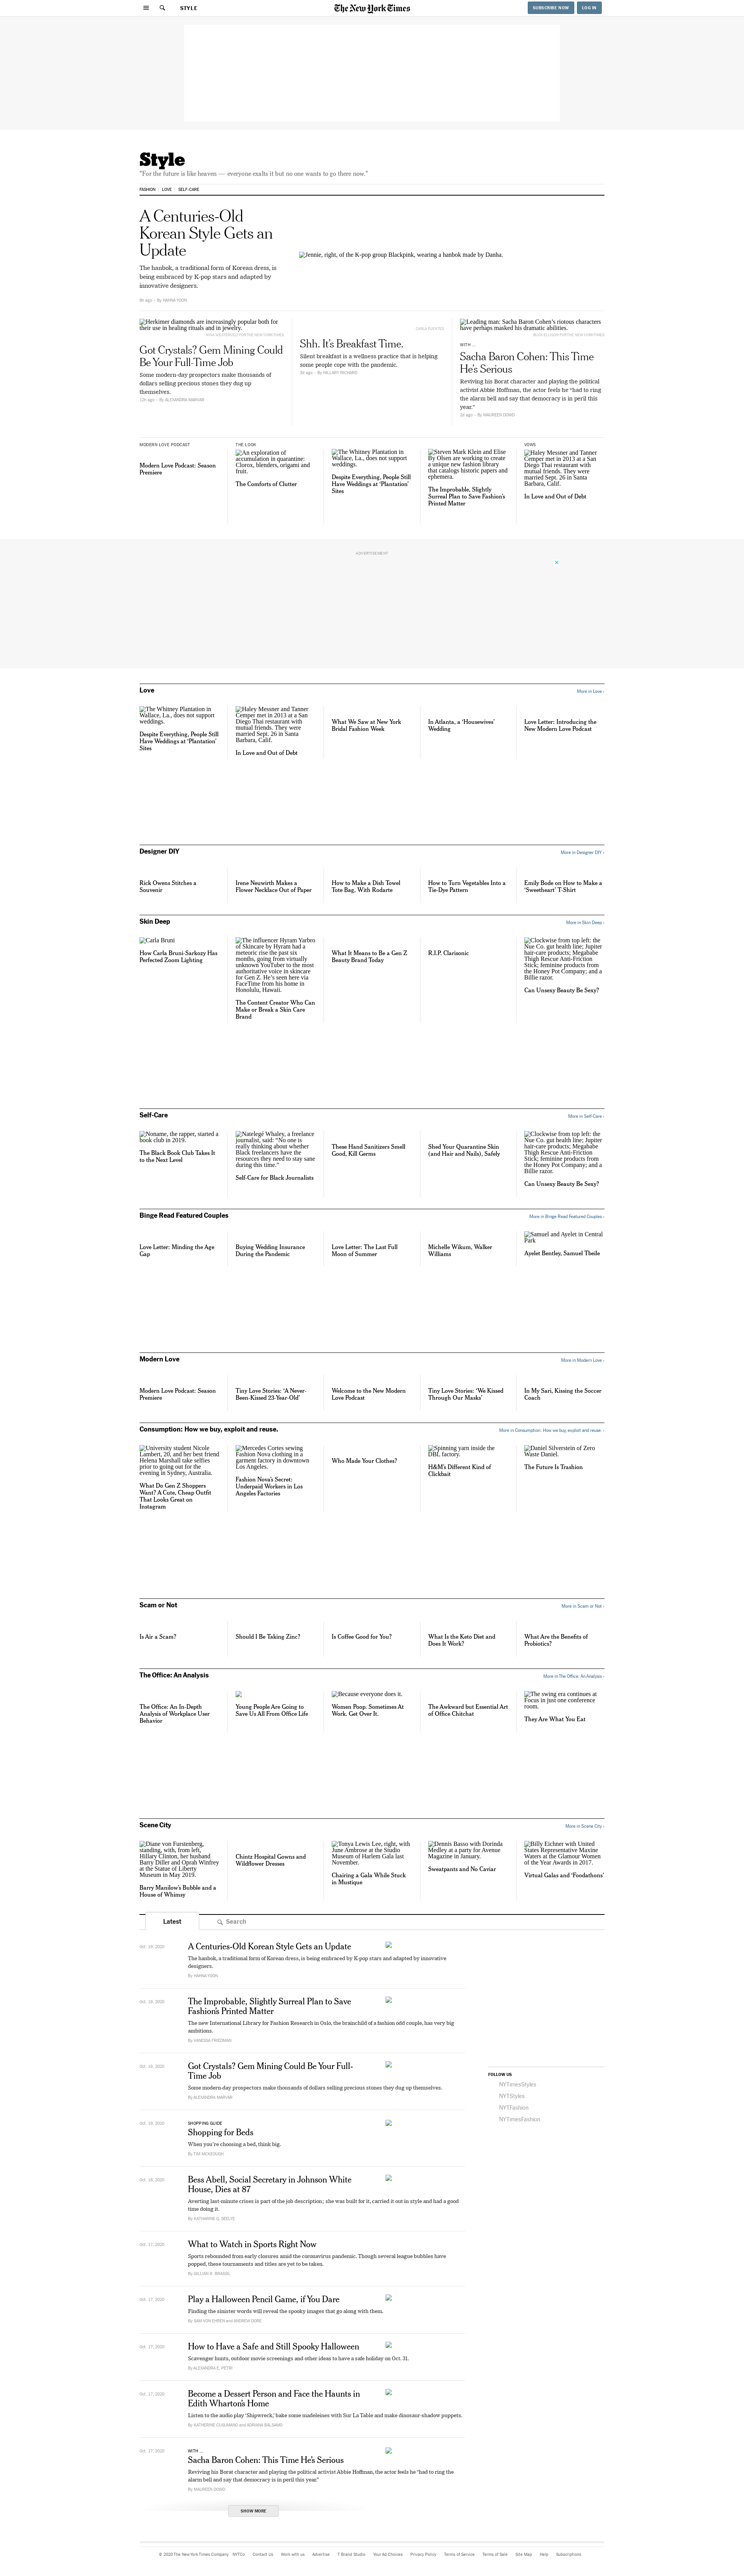 STYLE
The New York Times
SUBSCRIBE NOW
LOG IN
Style
"For the future is like heaven — everyone exalts it but no one wants to go there now."
FASHION
LOVE
SELF-CARE
A Centuries-Old
Korean Style Gets an
Update
The hanbok, a traditional form of Korean dress, is
being embraced by K-pop stars and adapted by
innovative designers.
By HAHNA YOON
Jennie, right, of the K-pop group Blackpink, wearing a hanbok made by Danha.
Herkimer diamonds are increasingly popular both for
their use in healing rituals and in jewelry.
Got Crystals? Gem Mining Could
Be Your Full-Time Job
Some modern-day prospectors make thousands of
dollars selling precious stones they dug up
themselves.
12h ago · By ALEXANDRA MARVAR
Shh. It's Breakfast Time.
Silent breakfast is a wellness practice that is helping
some people cope with the pandemic.
By HILLARY RICHARD
Leading man: Sacha Baron Cohen's riotous characters
have perhaps masked his dramatic abilities.
WITH ...
Sacha Baron Cohen: This Time
He's Serious
Reviving his Borat character and playing the political
activist Abbie Hoffman, the actor feels he "had to ring
the alarm bell and say that democracy is in peril this
year."
By MAUREEN DOWD
MODERN LOVE PODCAST
Modern Love Podcast: Season
Premiere
THE LOOK
An exploration of
accumulation in quarantine:
Clorox, blenders, origami and
fruit.
The Comforts of Clutter
The Whitney Plantation in
Wallace, La., does not support
weddings.
Despite Everything, People Still
Have Weddings at 'Plantation'
Sites
Steven Mark Klein and Elise
By Olsen are working to create
a unique new fashion library
that catalogs historic papers and
ephemera.
The Improbable, Slightly
Surreal Plan to Save Fashion's
Printed Matter
VOWS
Haley Messner and Tanner
Cemper met in 2013 at a San
Diego Thai restaurant with
mutual friends. They were
married Sept. 26 in Santa
Barbara, Calif.
In Love and Out of Debt
ADVERTISEMENT
Love
More in Love ›
The Whitney Plantation in
Wallace, La., does not support
weddings.
Despite Everything, People Still
Have Weddings at 'Plantation'
Sites
Haley Messner and Tanner
Cemper met in 2013 at a San
Diego Thai restaurant with
mutual friends. They were
married Sept. 26 in Santa
Barbara, Calif.
In Love and Out of Debt
What We Saw at New York
Bridal Fashion Week
In Atlanta, a 'Housewives'
Wedding
Love Letter: Introducing the
New Modern Love Podcast
Designer DIY
More in Designer DIY ›
Rick Owens Stitches a
Souvenir
Irene Neuwirth Makes a
Flower Necklace Out of Paper
How to Make a Dish Towel
Tote Bag, With Rodarte
How to Turn Vegetables Into a
Tie-Dye Pattern
Emily Bode on How to Make a
'Sweetheart' T-Shirt
Skin Deep
More in Skin Deep ›
Carla Bruni
How Carla Bruni-Sarkozy Has
Perfected Zoom Lighting
The influencer Hyram Yarbro
of Skincare by Hyram had a
meteoric rise the past six
months, going from virtually
unknown YouTuber to the most
authoritative voice in skincare
for Gen Z. He's seen here via
FaceTime from his home in
Honolulu, Hawaii.
The Content Creator Who Can
Make or Break a Skin Care
Brand
What It Means to Be a Gen Z
Beauty Brand Today
R.I.P. Clarisonic
Clockwise from top left: the
Nue Co. gut health line; Jupiter
hair care products; Megababe
Thigh Rescue Anti-Friction
Stick; feminine products from
the Honey Pot Company; and a
Billie razor.
Can Unsexy Beauty Be Sexy?
Self-Care
More in Self-Care ›
Noname, the rapper, started a
book club in 2019.
The Black Book Club Takes It
to the Next Level
Natelegé Whaley, a freelance
journalist, said: "No one is
really thinking about whether
Black freelancers have the
resources they need to stay sane
during this time."
Self-Care for Black Journalists
These Hand Sanitizers Smell
Good, Kill Germs
Shed Your Quarantine Skin
(and Hair and Nails), Safely
Clockwise from top left: the
Nue Co. gut health line; Jupiter
hair care products; Megababe
Thigh Rescue Anti-Friction
Stick; feminine products from
the Honey Pot Company; and a
Billie razor.
Can Unsexy Beauty Be Sexy?
Binge Read Featured Couples
More in Binge Read Featured Couples ›
Love Letter: Minding the Age
Gap
Buying Wedding Insurance
During the Pandemic
Love Letter: The Last Full
Moon of Summer
Michelle Wikum, Walker
Williams
Samuel and Ayelet in Central
Park
Ayelet Bentley, Samuel Tbeile
Modern Love
More in Modern Love ›
Modern Love Podcast: Season
Premiere
Tiny Love Stories: 'A Never-
Been-Kissed 23-Year-Old'
Welcome to the New Modern
Love Podcast
Tiny Love Stories: 'We Kissed
Through Our Masks'
In My Sari, Kissing the Soccer
Coach
Consumption: How we buy, exploit and reuse.
More in Consumption: How we buy, exploit and reuse. ›
University student Nicole
Lambert, 20, and her best friend
Helena Marshall take selfies
prior to going out for the
evening in Sydney, Australia.
What Do Gen Z Shoppers
Want? A Cute, Cheap Outfit
That Looks Great on
Instagram
Mercedes Cortes sewing
Fashion Nova clothing in a
garment factory in downtown
Los Angeles.
Fashion Nova's Secret:
Underpaid Workers in Los
Angeles Factories
Who Made Your Clothes?
Spinning yarn inside the
DBL factory.
H&M's Different Kind of
Clickbait
Daniel Silverstein of Zero
Waste Daniel.
The Future Is Trashion
Scam or Not
More in Scam or Not ›
Is Air a Scam?
Should I Be Taking Zinc?
Is Coffee Good for You?
What Is the Keto Diet and
Does It Work?
What Are the Benefits of
Probiotics?
The Office: An Analysis
More in The Office: An Analysis ›
The Office: An In-Depth
Analysis of Workplace User
Behavior
Young People Are Going to
Save Us All From Office Life
Because everyone does it.
Women Poop. Sometimes At
Work. Get Over It.
The Awkward but Essential Art
of Office Chitchat
The swing era continues at
Focus in just one conference
room.
They Are What You Eat
Scene City
More in Scene City ›
Diane von Furstenberg,
standing, with, from left,
Hillary Clinton, her husband
Barry Diller and Oprah Winfrey
at the Statue of Liberty
Museum in May 2019.
Barry Manilow's Bubble and a
House of Whimsy
Chintz Hospital Gowns and
Wildflower Dresses
Tonya Lewis Lee, right, with
June Ambrose at the Studio
Museum of Harlem Gala last
November.
Chairing a Gala While Stuck
in Mustique
Dennis Basso with Dorinda
Medley at a party for Avenue
Magazine in January.
Sweatpants and No Caviar
Billy Eichner with United
States Representative Maxine
Waters at the Glamour Women
of the Year Awards in 2017.
Virtual Galas and 'Foodathons'
Latest
Search
A Centuries-Old Korean Style Gets an Update
The hanbok, a traditional form of Korean dress, is being embraced by K-pop stars and adapted by innovative
designers.
By HAHNA YOON
The Improbable, Slightly Surreal Plan to Save
Fashion's Printed Matter
The new International Library for Fashion Research in Oslo, the brainchild of a fashion odd couple, has very big
ambitions.
By VANESSA FRIEDMAN
Got Crystals? Gem Mining Could Be Your Full-
Time Job
Some modern-day prospectors make thousands of dollars selling precious stones they dug up themselves.
By ALEXANDRA MARVAR
SHOPPING GUIDE
Shopping for Beds
When you're choosing a bed, think big.
By TIM McKEOUGH
Bess Abell, Social Secretary in Johnson White
House, Dies at 87
Averting last-minute crises is part of the job description; she was built for it, carried it out in style and had a good
time doing it.
By KATHARINE Q. SEELYE
Oct. 17, 2020
What to Watch in Sports Right Now
Sports rebounded from early closures amid the coronavirus pandemic. Though several league bubbles have
popped, these tournaments and titles are yet to be taken.
By GILLIAN R. BRASSIL
Oct. 17, 2020
Play a Halloween Pencil Game, if You Dare
Finding the sinister words will reveal the spooky images that go along with them.
By SAM VON EHREN and ANDREA DORÉ
Oct. 17, 2020
How to Have a Safe and Still Spooky Halloween
Scavenger hunts, outdoor movie screenings and other ideas to have a safe holiday on Oct. 31.
By ALEXANDRA E. PETRI
Oct. 17, 2020
Become a Dessert Person and Face the Haunts in
Edith Wharton's Home
Listen to the audio play 'Shipwreck,' bake some madeleines with Sur La Table and make dinosaur-shadow puppets.
By KATHERINE CUSUMANO and ADRIANA BALSAMO
Oct. 17, 2020
WITH ...
Sacha Baron Cohen: This Time He's Serious
Reviving his Borat character and playing the political activist Abbie Hoffman, the actor feels he "had to ring the
alarm bell and say that democracy is in peril this year."
By MAUREEN DOWD
SHOW MORE
FOLLOW US
NYTimesStyles
NYTStyles
NYTFashion
NYTimesFashion
© 2020 The New York Times Company
NYTCo
Contact Us
Work with us
Advertise
T Brand Studio
Your Ad Choices
Privacy Policy
Terms of Service
Terms of Sale
Site Map
Help
Subscriptions